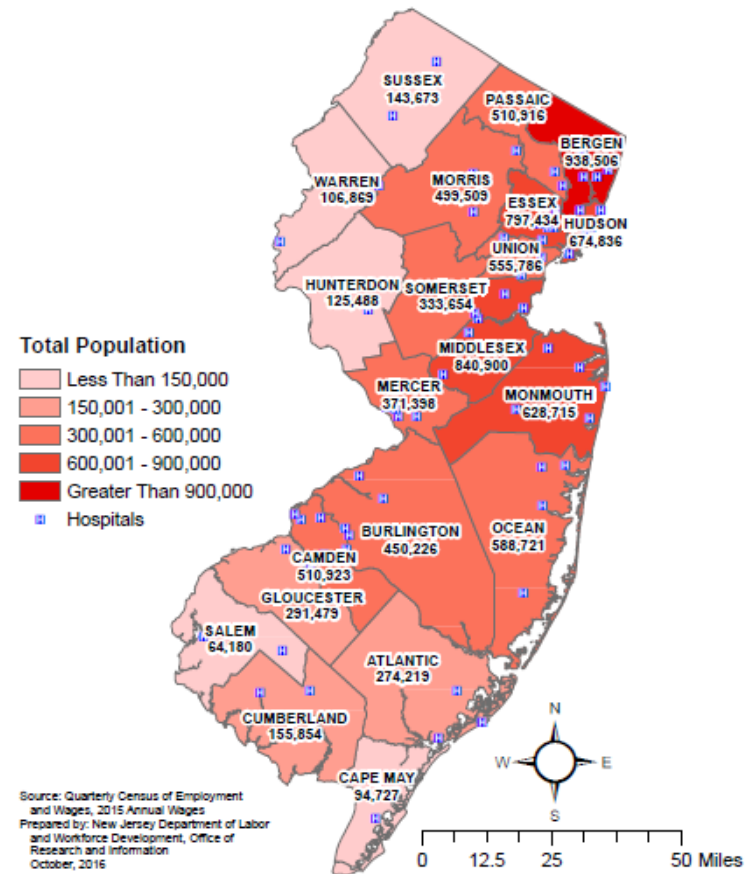 SUSSEX
143,673
PASSAIC
510,916
BERGEN
938,506
WARREN
106,869
MORRIS
499,509
ESSEX
797,434
HUDSON
674,836
UNION
555,786
HUNTERDON
125,488
SOMERSET
333,654
MIDDLESEX
840,900
MERCER
371,398
MONMOUTH
628,715
Total Population
Less Than 150,000
150,001 - 300,000
300,001 - 600,000
600,001 - 900,000
Greater Than 900,000
H Hospitals
BURLINGTON
450,226
OCEAN
588,721
CAMDEN
510,923
GLOUCESTER
291,479
SALEM
64,180
ATLANTIC
274,219
CUMBERLAND
155,854
CAPE MAY
94,727
N
W E
S
Source: Quarterly Census of Employment
and Wages, 2015 Annual Wages
Prepared by: New Jersey Department of Labor
and Workforce Development, Office of
Research and Information
October, 2016
0 12.5 25 50 Miles